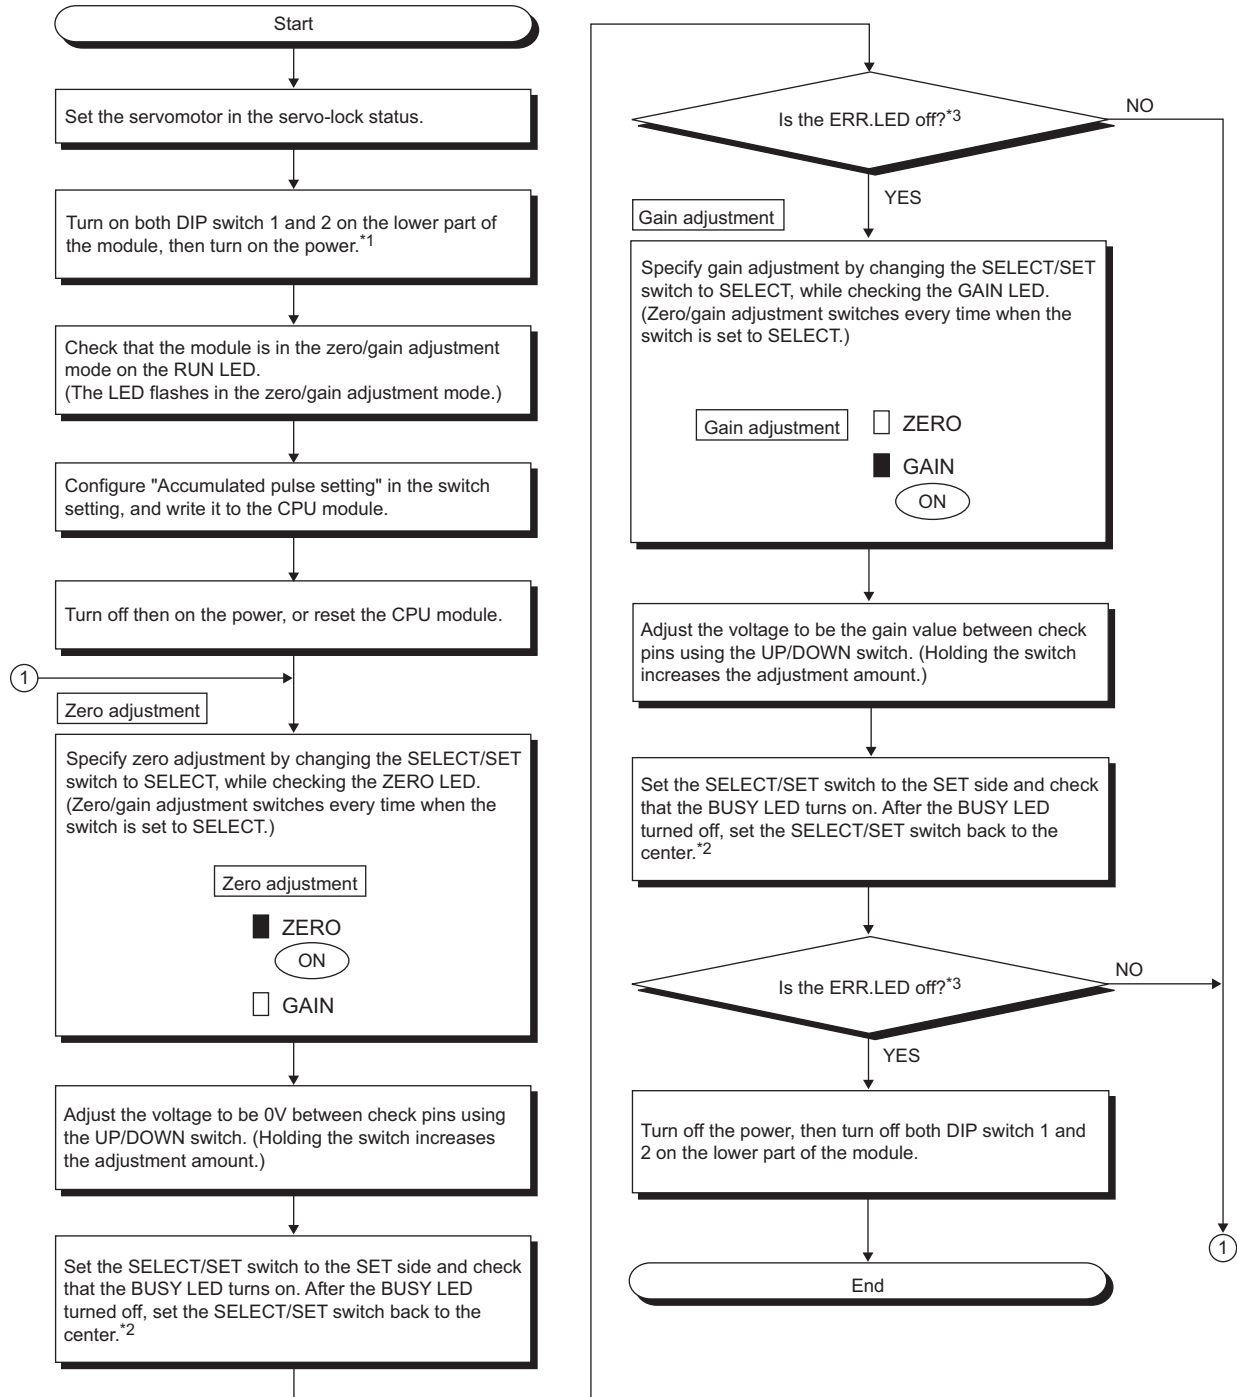 Start
Set the servomotor in the servo-lock status.
Turn on both DIP switch 1 and 2 on the lower part of
the module, then turn on the power.*1
Check that the module is in the zero/gain adjustment
mode on the RUN LED.
(The LED flashes in the zero/gain adjustment mode.)
Configure "Accumulated pulse setting" in the switch
setting, and write it to the CPU module.
Turn off then on the power, or reset the CPU module.
1
Zero adjustment
Specify zero adjustment by changing the SELECT/SET
switch to SELECT, while checking the ZERO LED.
(Zero/gain adjustment switches every time when the
switch is set to SELECT.)
Zero adjustment
ZERO
ON
GAIN
Adjust the voltage to be 0V between check pins using
the UP/DOWN switch. (Holding the switch increases
the adjustment amount.)
Set the SELECT/SET switch to the SET side and check
that the BUSY LED turns on. After the BUSY LED
turned off, set the SELECT/SET switch back to the
center.*2
Is the ERR.LED off?*3
NO
YES
Gain adjustment
Specify gain adjustment by changing the SELECT/SET
switch to SELECT, while checking the GAIN LED.
(Zero/gain adjustment switches every time when the
switch is set to SELECT.)
Gain adjustment
ZERO
GAIN
ON
Adjust the voltage to be the gain value between check
pins using the UP/DOWN switch. (Holding the switch
increases the adjustment amount.)
Set the SELECT/SET switch to the SET side and check
that the BUSY LED turns on. After the BUSY LED
turned off, set the SELECT/SET switch back to the
center.*2
Is the ERR.LED off?*3
NO
YES
Turn off the power, then turn off both DIP switch 1 and
2 on the lower part of the module.
1
End